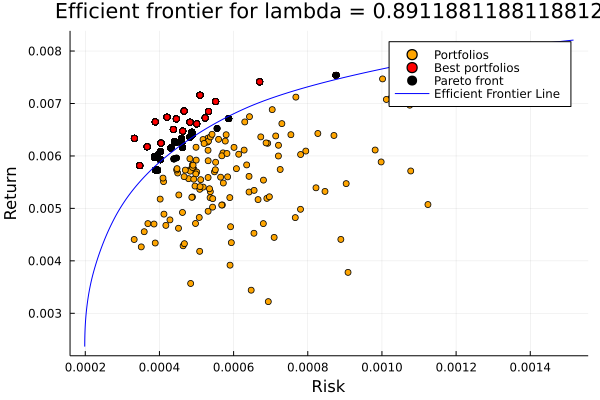 Efficient frontier for lambda = 0.8911881188118812
0.008
0.007
0.006
0.005
0.004
0.003
Return
Portfolios
Best portfolios
Pareto front
Efficient Frontier Line
0.0002 0.0004 0.0006 0.0008 0.0010 0.0012 0.0014
Risk